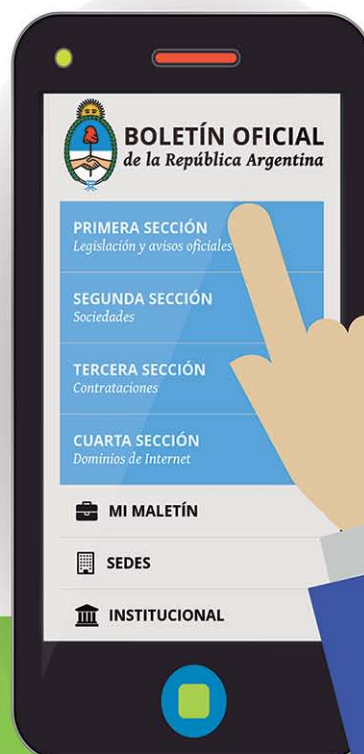 BOLETÍN OFICIAL
de la República Argentina
PRIMERA SECCIÓN
Legislación y avisos oficiales
SEGUNDA SECCIÓN
Sociedades
TERCERA SECCIÓN
Contrataciones
CUARTA SECCIÓN
Dominios de Internet
MI MALETÍN
SEDES
INSTITUCIONAL